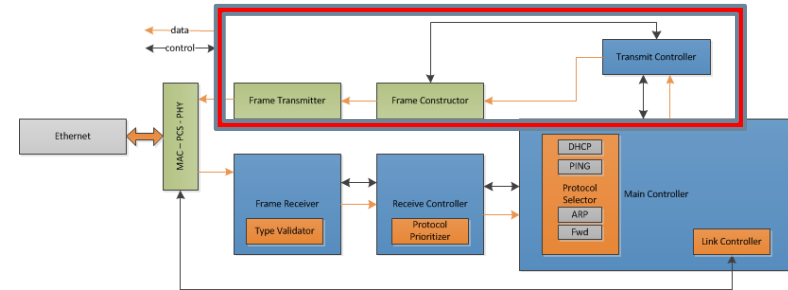 data
control
Transmit Controller
Frame Transmitter
Frame Constructor
Ethernet
MAC – PCS - PHY
DHCP
PING
Protocol
Selector
ARP
Fwd
Main Controller
Frame Receiver
Type Validator
Receive Controller
Protocol
Prioritizer
Link Controller